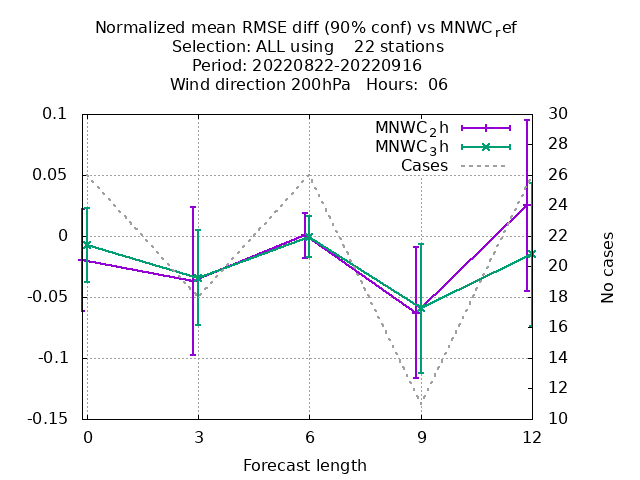 Normalized mean RMSE diff (90% conf) vs MNWC_ref
Selection: ALL using    22 stations
Period: 20220822-20220916
Wind direction 200hPa   Hours:  06
MNWC_2h
MNWC_3h
Cases
0.1
0.05
0
-0.05
-0.1
-0.15
30
28
26
24
22
20
18
16
14
12
10
No cases
0 3 6 9 12
Forecast length